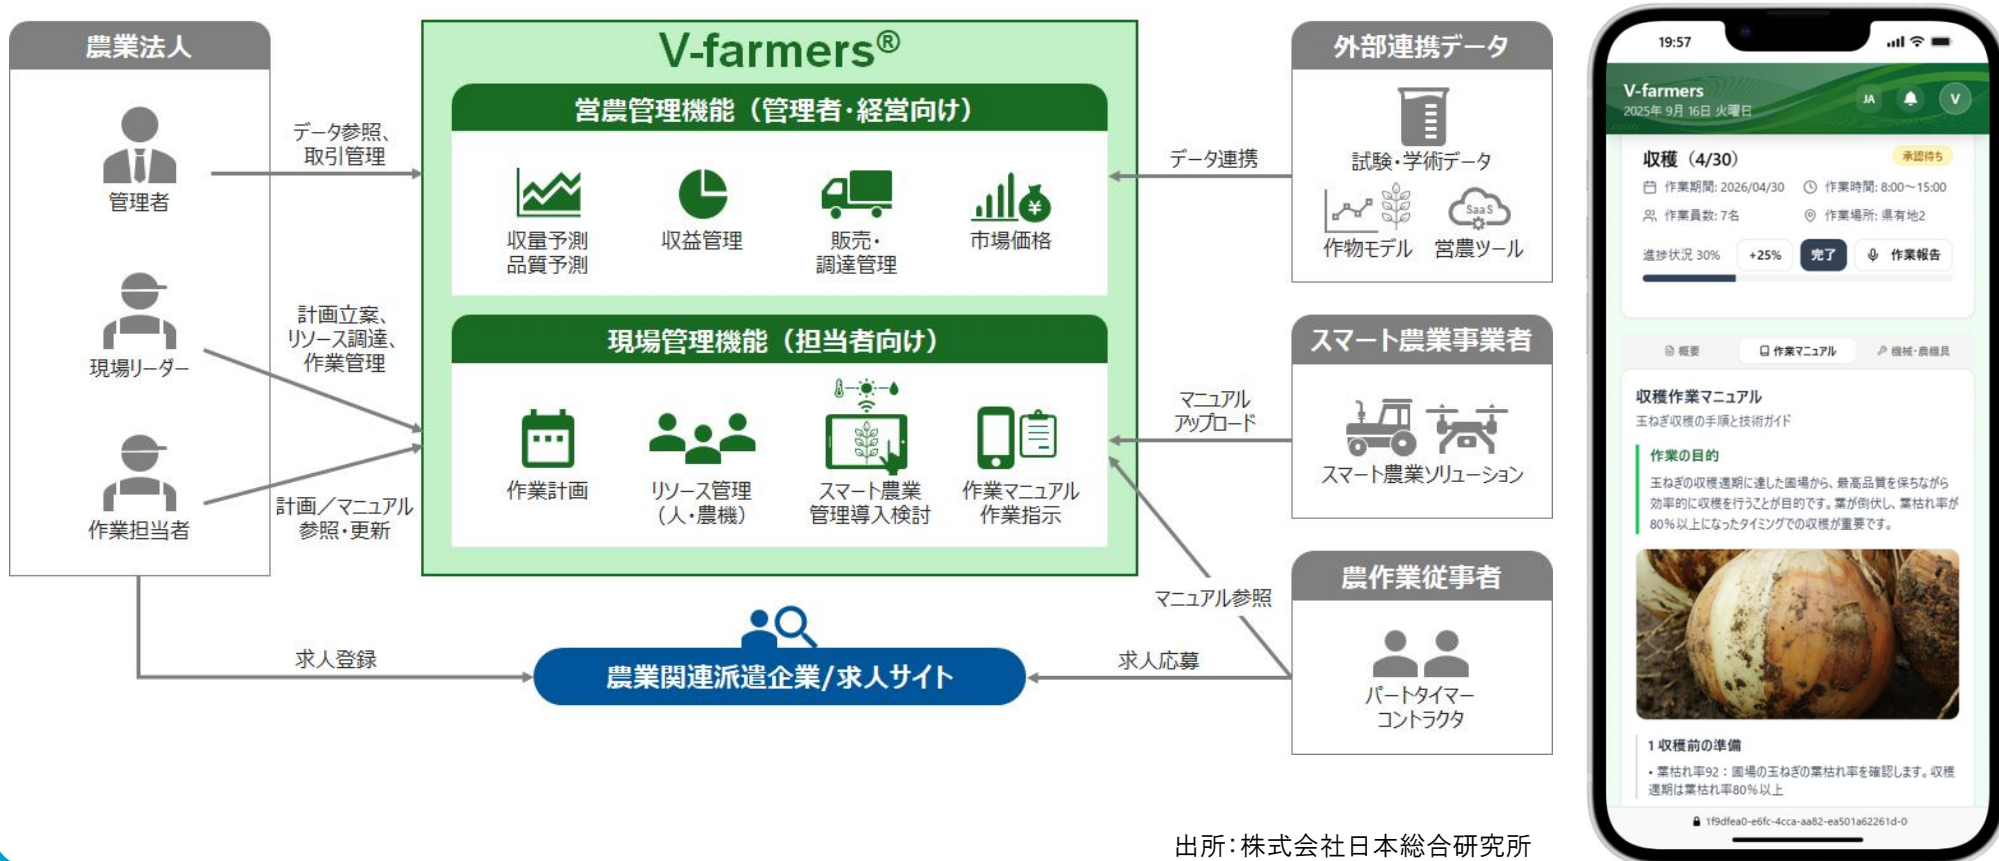 農業法人
管理者
現場リーダー
作業担当者
データ参照、
取引管理
計画立案、
リソース調達、
作業管理
計画／マニュアル
参照・更新
求人登録
V-farmers®
営農管理機能（管理者・経営向け）
収量予測
品質予測
収益管理
販売・
調達管理
市場価格
現場管理機能（担当者向け）
作業計画
リソース管理
（人・農機）
スマート農業
管理導入検討
作業マニュアル
作業指示
農業関連派遣企業/求人サイト
データ連携
マニュアル
アップロード
マニュアル参照
求人応募
外部連携データ
試験・学術データ
作物モデル
SaaS
営農ツール
スマート農業事業者
スマート農業ソリューション
農作業従事者
パートタイマー
コントラクタ
出所：株式会社日本総合研究所
19:57
V-farmers
2025年 9月 16日 火曜日
JA
V
収穫（4/30）
承認待ち
作業期間: 2026/04/30
作業時間: 8:00～15:00
作業員数: 7名
作業場所: 県有地2
進捗状況 30%
+25%
完了
作業報告
概要
作業マニュアル
機械・農機具
収穫作業マニュアル
玉ねぎ収穫の手順と技術ガイド
作業の目的
玉ねぎの収穫適期に達した圃場から、最高品質を保ちながら
効率的に収穫を行うことが目的です。葉が倒伏し、葉枯れ率が
80%以上になったタイミングでの収穫が重要です。
1 収穫前の準備
・葉枯れ率92：圃場の玉ねぎの葉枯れ率を確認します。収穫
適期は葉枯れ率80%以上
1f9dfea0-e6fc-4cca-aa82-ea501a62261d-0